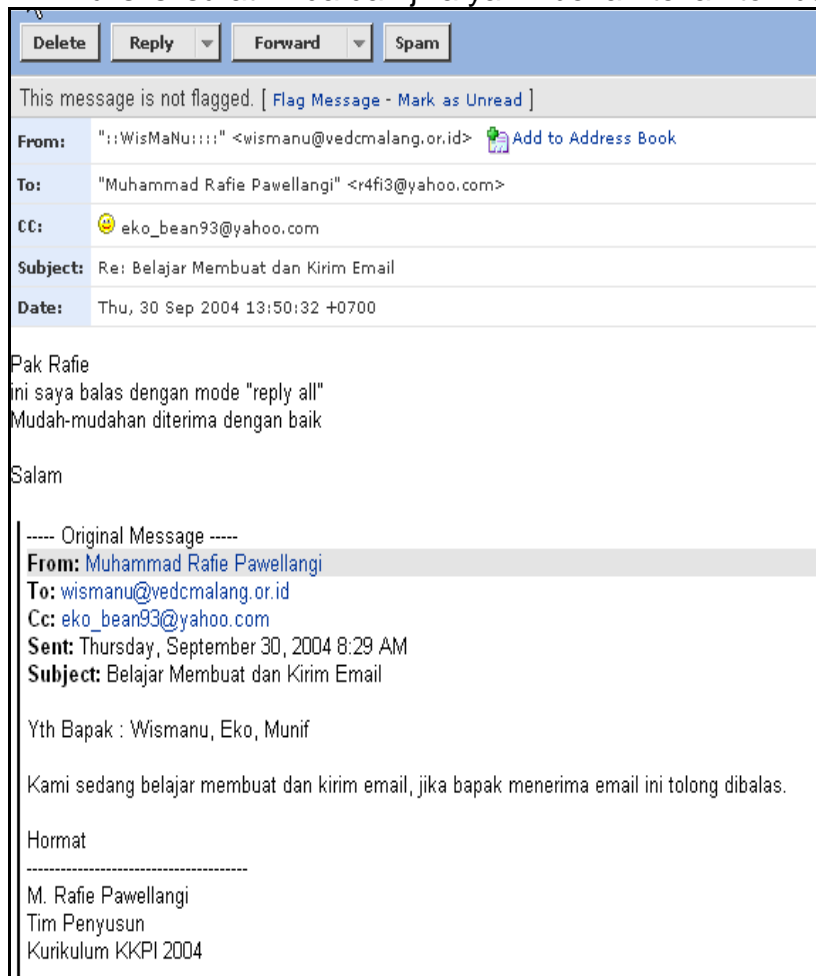 Delete Reply Forward Spam
This message is not flagged. [ Flag Message - Mark as Unread ]
From: "::WisMaNu::::" <wismanu@vedcmalang.or.id> Add to Address Book
To: "Muhammad Rafie Pawellangi" <r4fi3@yahoo.com>
CC: eko_bean93@yahoo.com
Subject: Re: Belajar Membuat dan Kirim Email
Date: Thu, 30 Sep 2004 13:50:32 +0700
Pak Rafie
ini saya balas dengan mode "reply all"
Mudah-mudahan diterima dengan baik
Salam
----- Original Message -----
From: Muhammad Rafie Pawellangi
To: wismanu@vedcmalang.or.id
Cc: eko_bean93@yahoo.com
Sent: Thursday, September 30, 2004 8:29 AM
Subject: Belajar Membuat dan Kirim Email
Yth Bapak : Wismanu, Eko, Munif
Kami sedang belajar membuat dan kirim email, jika bapak menerima email ini tolong dibalas.
Hormat
--------------------------------------
M. Rafie Pawellangi
Tim Penyusun
Kurikulum KKPI 2004